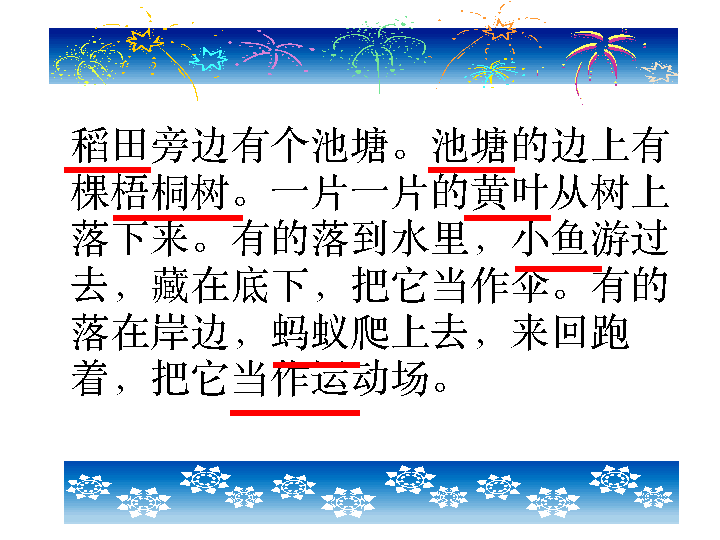 稻田旁边有个池塘。池塘的边上有
棵梧桐树。一片一片的黄叶从树上
落下来。有的落到水里，小鱼游过
去，藏在底下，把它当作伞。有的
落在岸边，蚂蚁爬上去，来回跑
着，把它当作运动场。